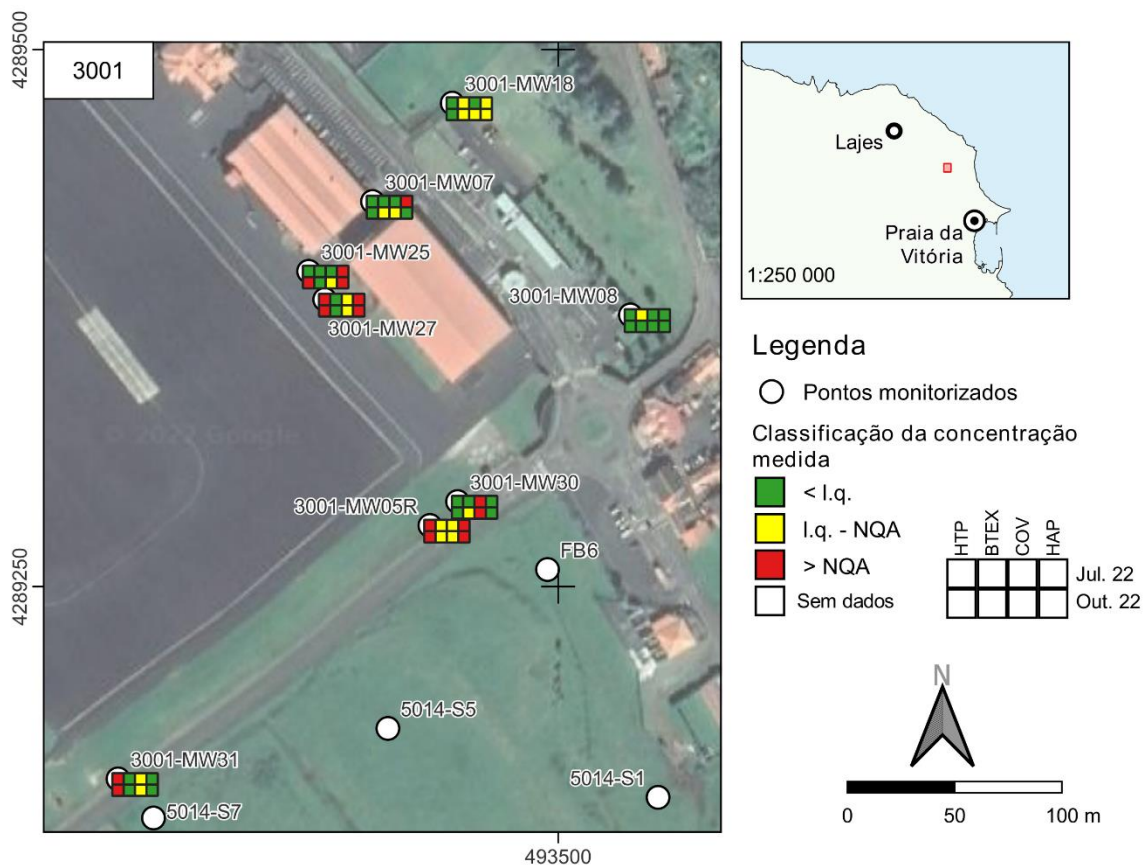 4289500
3001
3001-MW18
3001-MW07
3001-MW25
3001-MW08
3001-MW27
© 2022 Google
3001-MW30
3001-MW05R
FB6
4289250
5014-S5
3001-MW31
5014-S1
5014-S7
493500
Lajes
Praia da
Vitória
1:250 000
Legenda
Pontos monitorizados
Classificação da concentração
medida
< l.q.
l.q - NQA
> NQA
Sem dados
HTP
BTEX
COV
HAP
Jul. 22
Out. 22
N
0 50 100 m